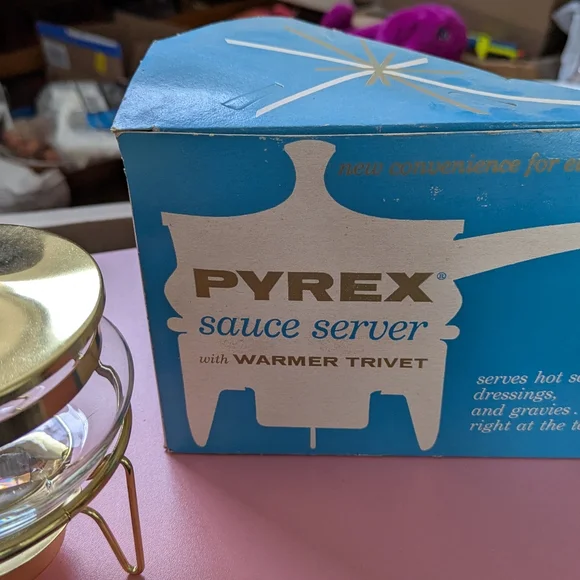 new convenience for
PYREX®
sauce server
with WARMER TRIVET
serves hot
dressings,
and gravies
right at the